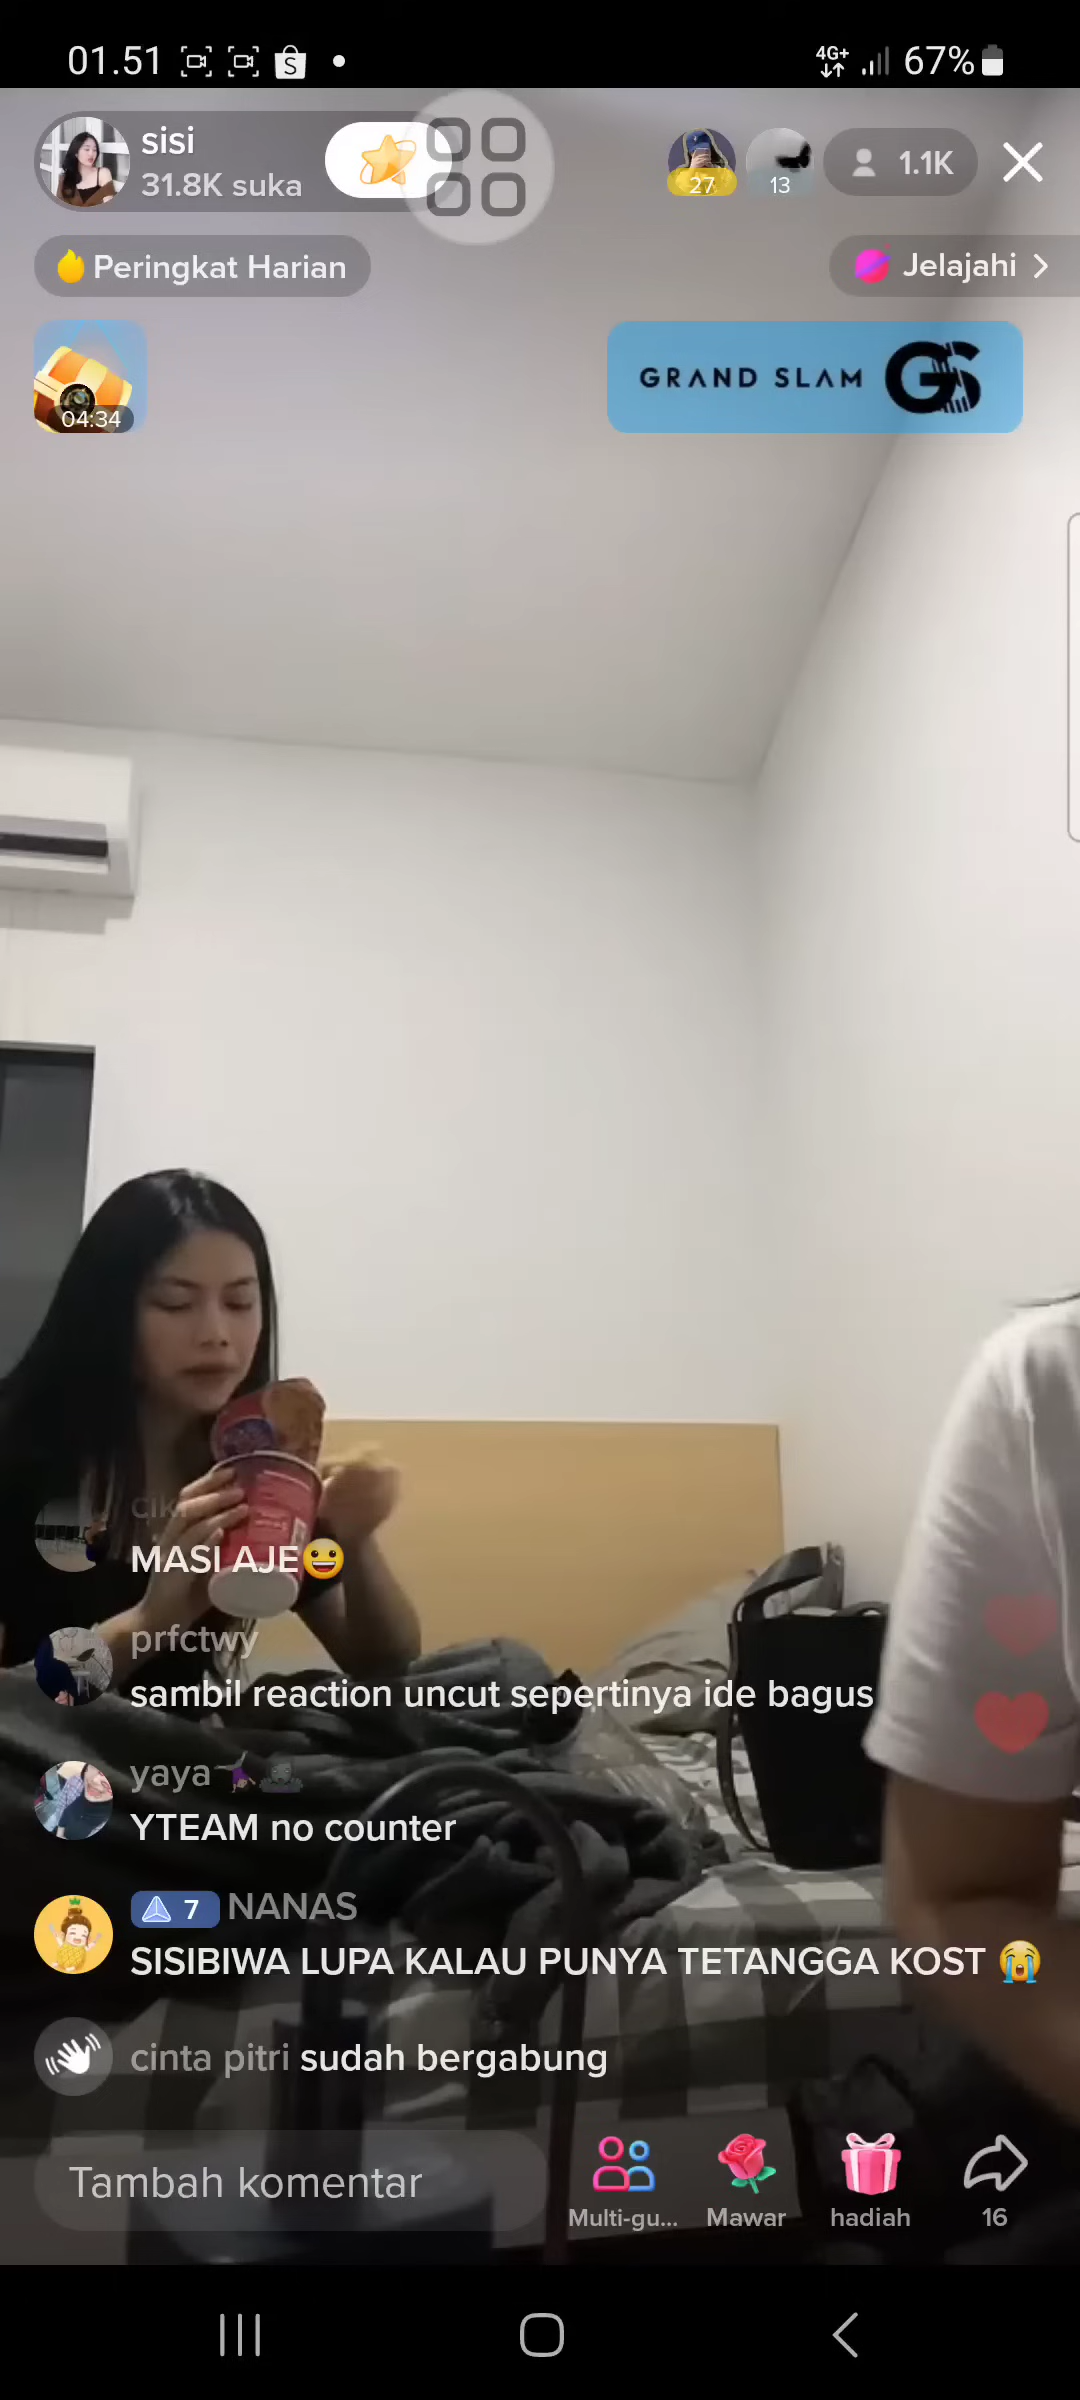 01.51
4G+
67%
sisi
31.8K suka
27
13
1.1K
Peringkat Harian
Jelajahi
04:34
GRAND SLAM GS
ciki
MASI AJE😀
prfctwy
sambil reaction uncut sepertinya ide bagus
yaya
YTEAM no counter
7 NANAS
SISIBIWA LUPA KALAU PUNYA TETANGGA KOST 😭
cinta pitri sudah bergabung
Tambah komentar
Multi-gu...
Mawar
hadiah
16